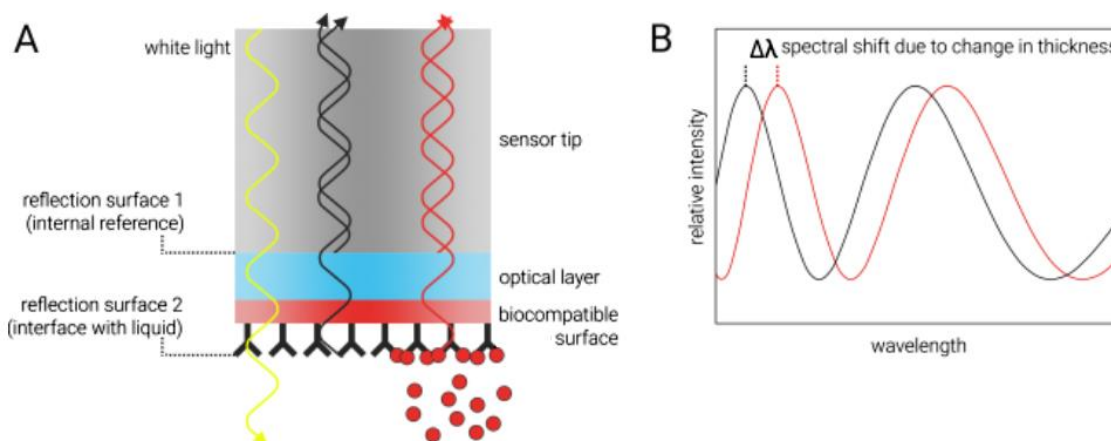 A
white light
sensor tip
reflection surface 1
(internal reference)
optical layer
reflection surface 2
(interface with liquid)
biocompatible
surface
B
Δλ spectral shift due to change in thickness
relative intensity
wavelength